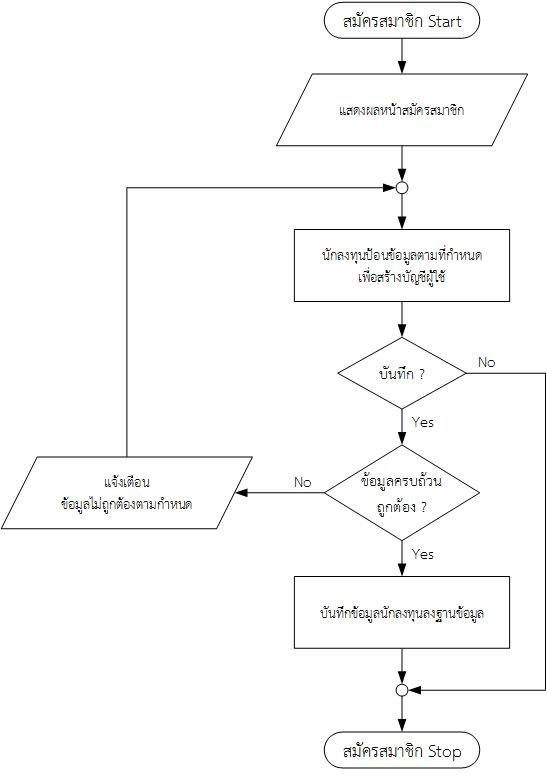 สมัครสมาชิก Start
แสดงผลหน้าสมัครสมาชิก
นักลงทุนป้อนข้อมูลตามที่กำหนด
เพื่อสร้างบัญชีผู้ใช้
บันทึก ?
No
Yes
ข้อมูลครบถ้วน
ถูกต้อง ?
No
แจ้งเตือน
ข้อมูลไม่ถูกต้องตามกำหนด
Yes
บันทึกข้อมูลนักลงทุนลงฐานข้อมูล
สมัครสมาชิก Stop